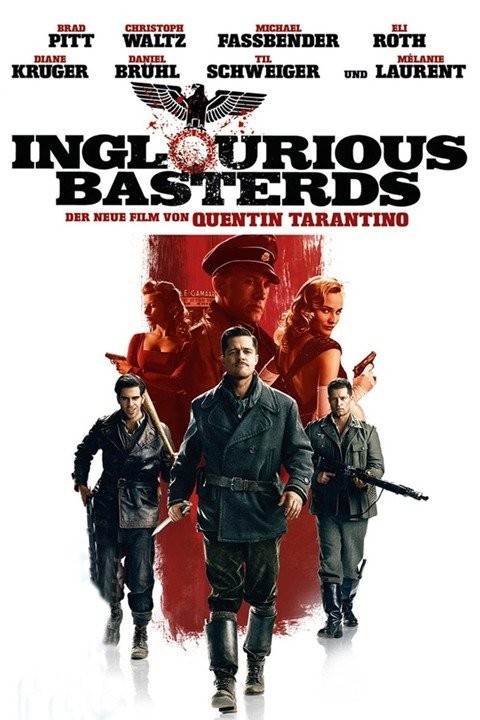 BRAD PITT CHRISTOPH WALTZ MICHAEL FASSBENDER ELI ROTH
DIANE KRUGER DANIEL BRÜHL TIL SCHWEIGER UND MÉLANIE LAURENT
INGLOURIOUS
BASTERDS
DER NEUE FILM VON QUENTIN TARANTINO
E GAMAAR